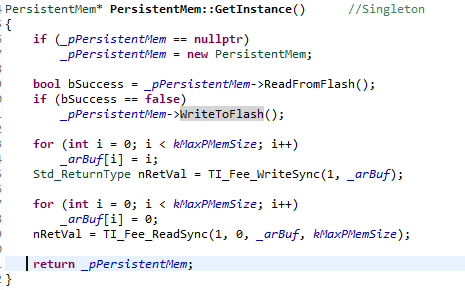 PersistentMem* PersistentMem::GetInstance() //Singleton
{
if (_pPersistentMem == nullptr)
_pPersistentMem = new PersistentMem;
bool bSuccess = _pPersistentMem->ReadFromFlash();
if (bSuccess == false)
_pPersistentMem->WriteToFlash();
for (int i = 0; i < kMaxPMemSize; i++)
_arBuf[i] = i;
Std_ReturnType nRetVal = TI_Fee_WriteSync(1, _arBuf);
for (int i = 0; i < kMaxPMemSize; i++)
_arBuf[i] = 0;
nRetVal = TI_Fee_ReadSync(1, 0, _arBuf, kMaxPMemSize);
return _pPersistentMem;
}